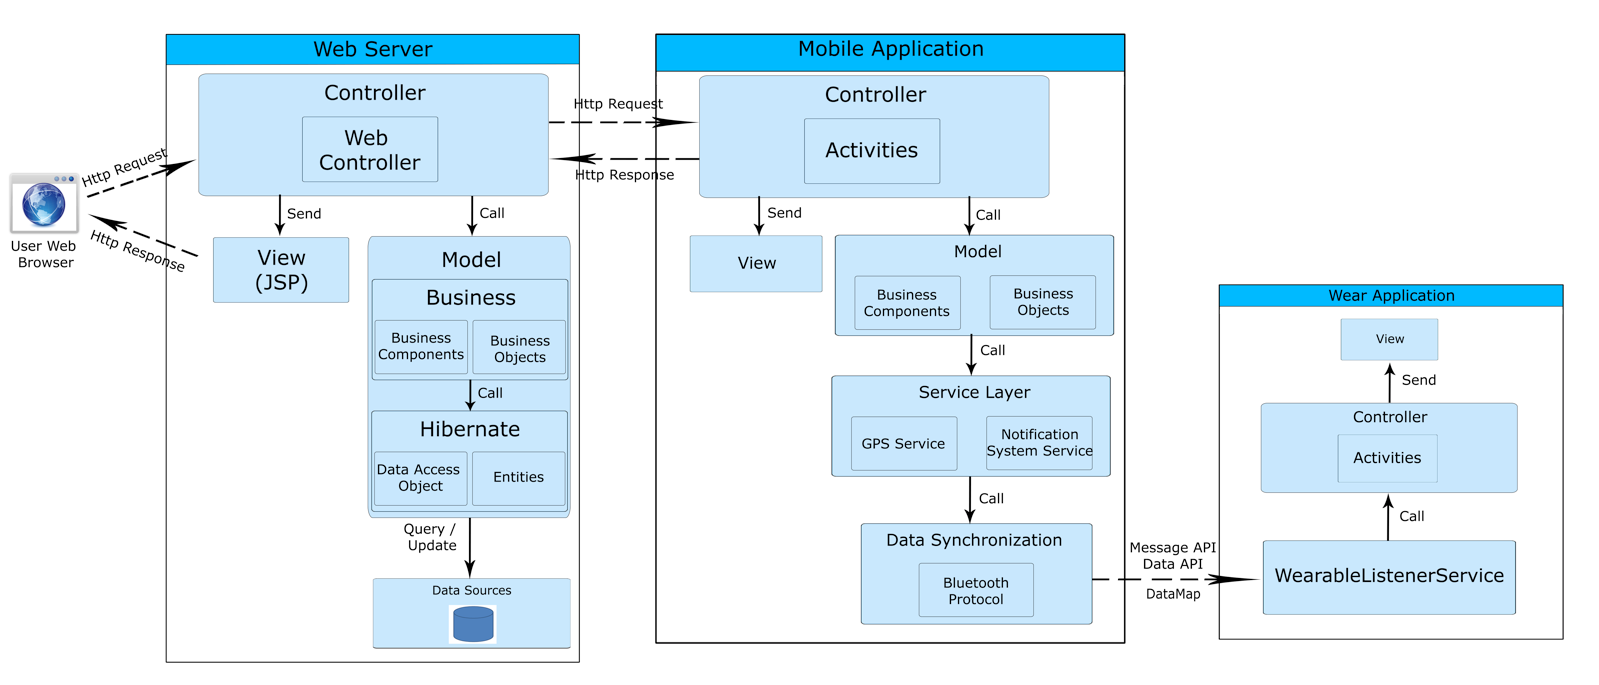 Web Server
Mobile Application
Controller
Web
Controller
Http Request
Http Response
Controller
Activities
Http Request
Http Response
User Web
Browser
Send
Call
View
(JSP)
Model
Business
Business
Components
Business
Objects
Call
Hibernate
Data Access
Object
Entities
Query /
Update
Data Sources
Send
Call
View
Model
Business
Components
Business
Objects
Call
Service Layer
GPS Service
Notification
System Service
Call
Data Synchronization
Bluetooth
Protocol
Message API
Data API
DataMap
Wear Application
View
Send
Controller
Activities
Call
WearableListenerService